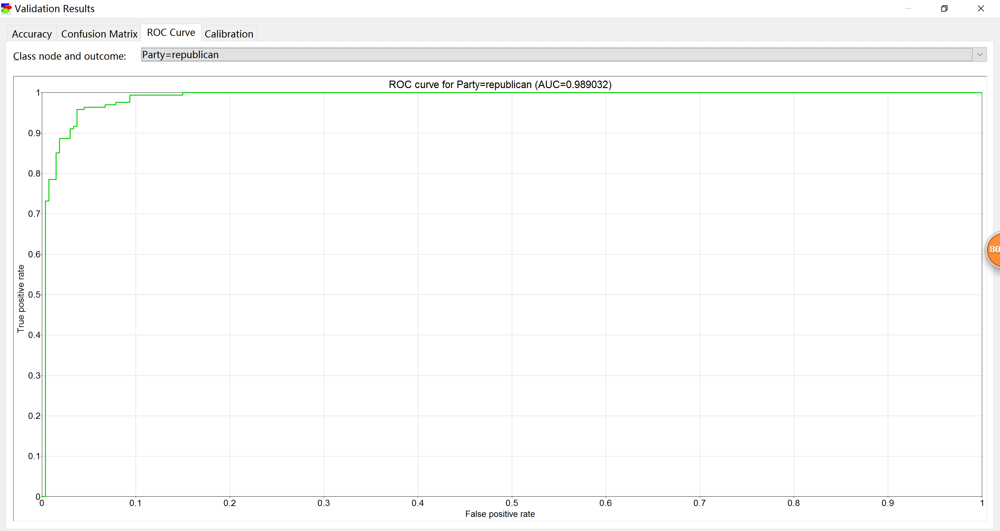 Validation Results
Accuracy Confusion Matrix ROC Curve Calibration
Class node and outcome: Party=republican
ROC curve for Party=republican (AUC=0.989032)
1
0.9
0.8
0.7
0.6
0.5
0.4
0.3
0.2
0.1
0
True positive rate
0 0.1 0.2 0.3 0.4 0.5 0.6 0.7 0.8 0.9 1
False positive rate
80